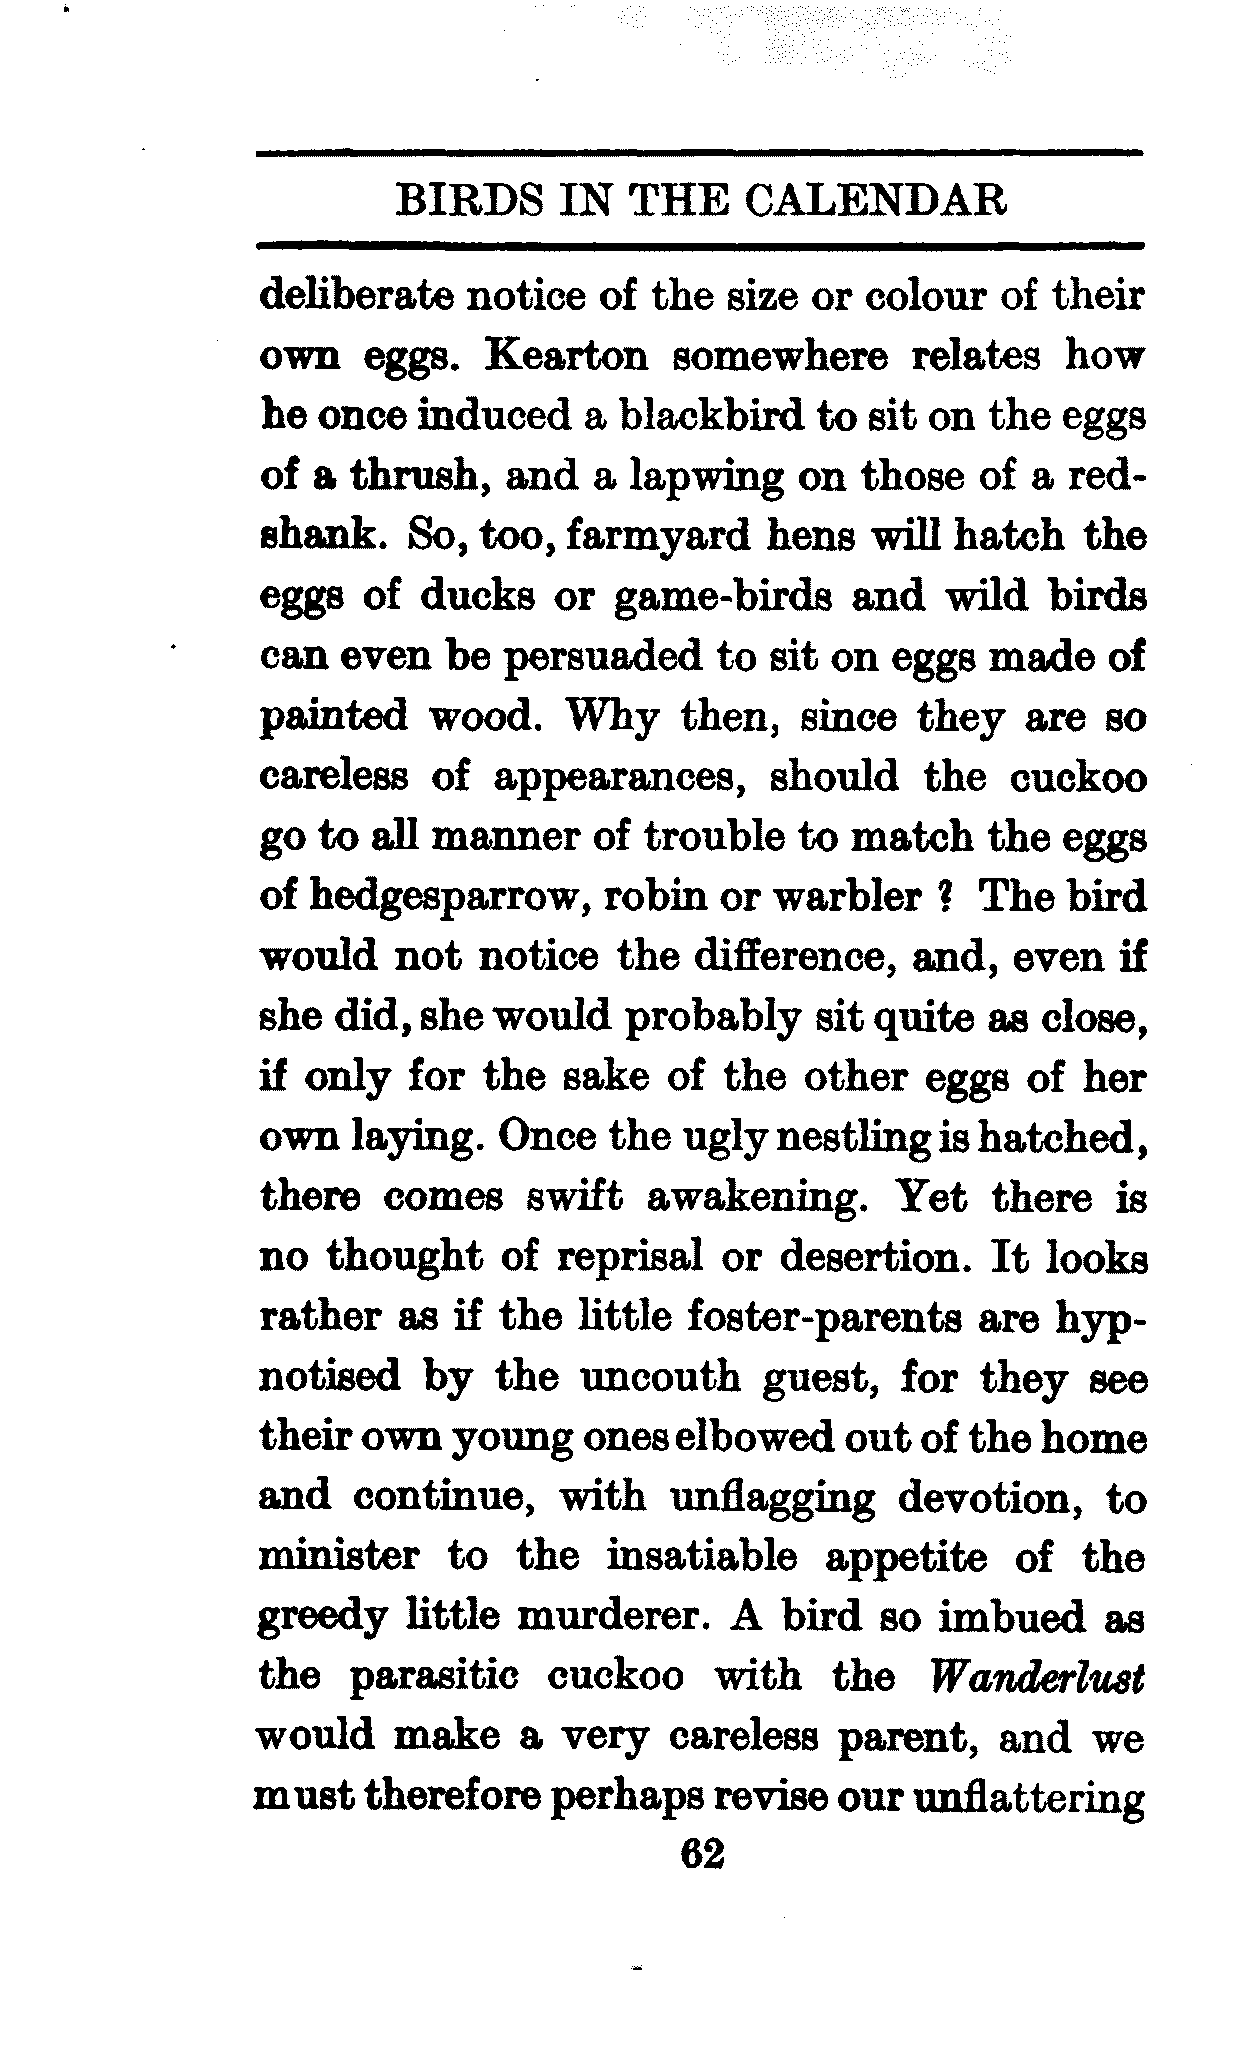 BIRDS IN THE CALENDAR
deliberate notice of the size or colour of their
own eggs. Kearton somewhere relates how
he once induced a blackbird to sit on the eggs
of a thrush, and a lapwing on those of a red-
shank. So, too, farmyard hens will hatch the
eggs of ducks or game-birds and wild birds
can even be persuaded to sit on eggs made of
painted wood. Why then, since they are so
careless of appearances, should the cuckoo
go to all manner of trouble to match the eggs
of hedgesparrow, robin or warbler ? The bird
would not notice the difference, and, even if
she did, she would probably sit quite as close,
if only for the sake of the other eggs of her
own laying. Once the ugly nestling is hatched,
there comes swift awakening. Yet there is
no thought of reprisal or desertion. It looks
rather as if the little foster-parents are hyp-
notised by the uncouth guest, for they see
their own young ones elbowed out of the home
and continue, with unflagging devotion, to
minister to the insatiable appetite of the
greedy little murderer. A bird so imbued as
the parasitic cuckoo with the Wanderlust
would make a very careless parent, and we
must therefore perhaps revise our unflattering
62